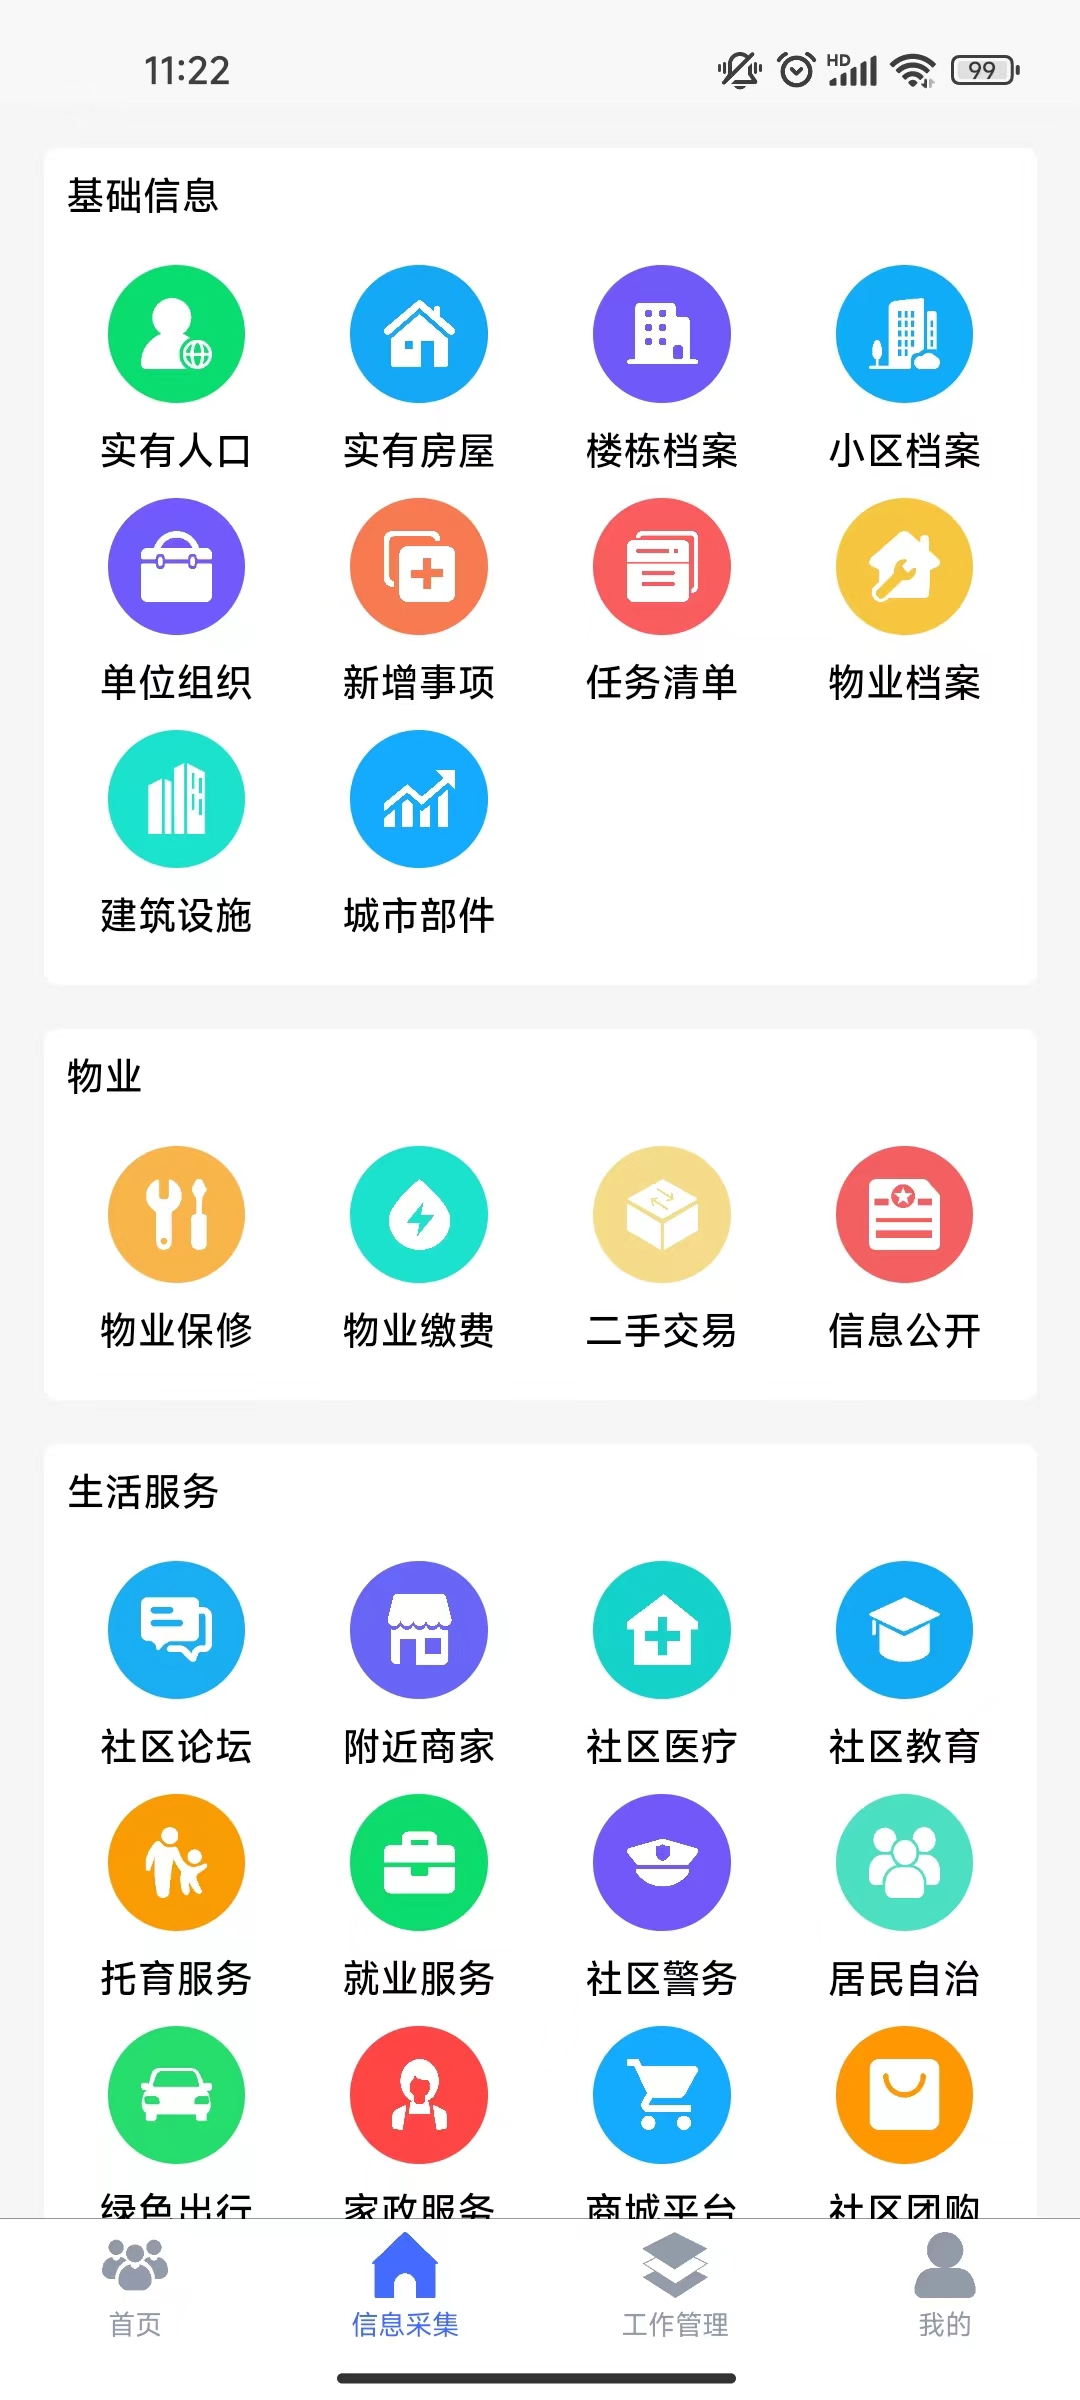 11:22
HD
99
基础信息
实有人口 实有房屋 楼栋档案 小区档案
单位组织 新增事项 任务清单 物业档案
建筑设施 城市部件
物业
物业保修 物业缴费 二手交易 信息公开
生活服务
社区论坛 附近商家 社区医疗 社区教育
托育服务 就业服务 社区警务 居民自治
绿色出行 家政服务 商城平台 社区团购
首页 信息采集 工作管理 我的